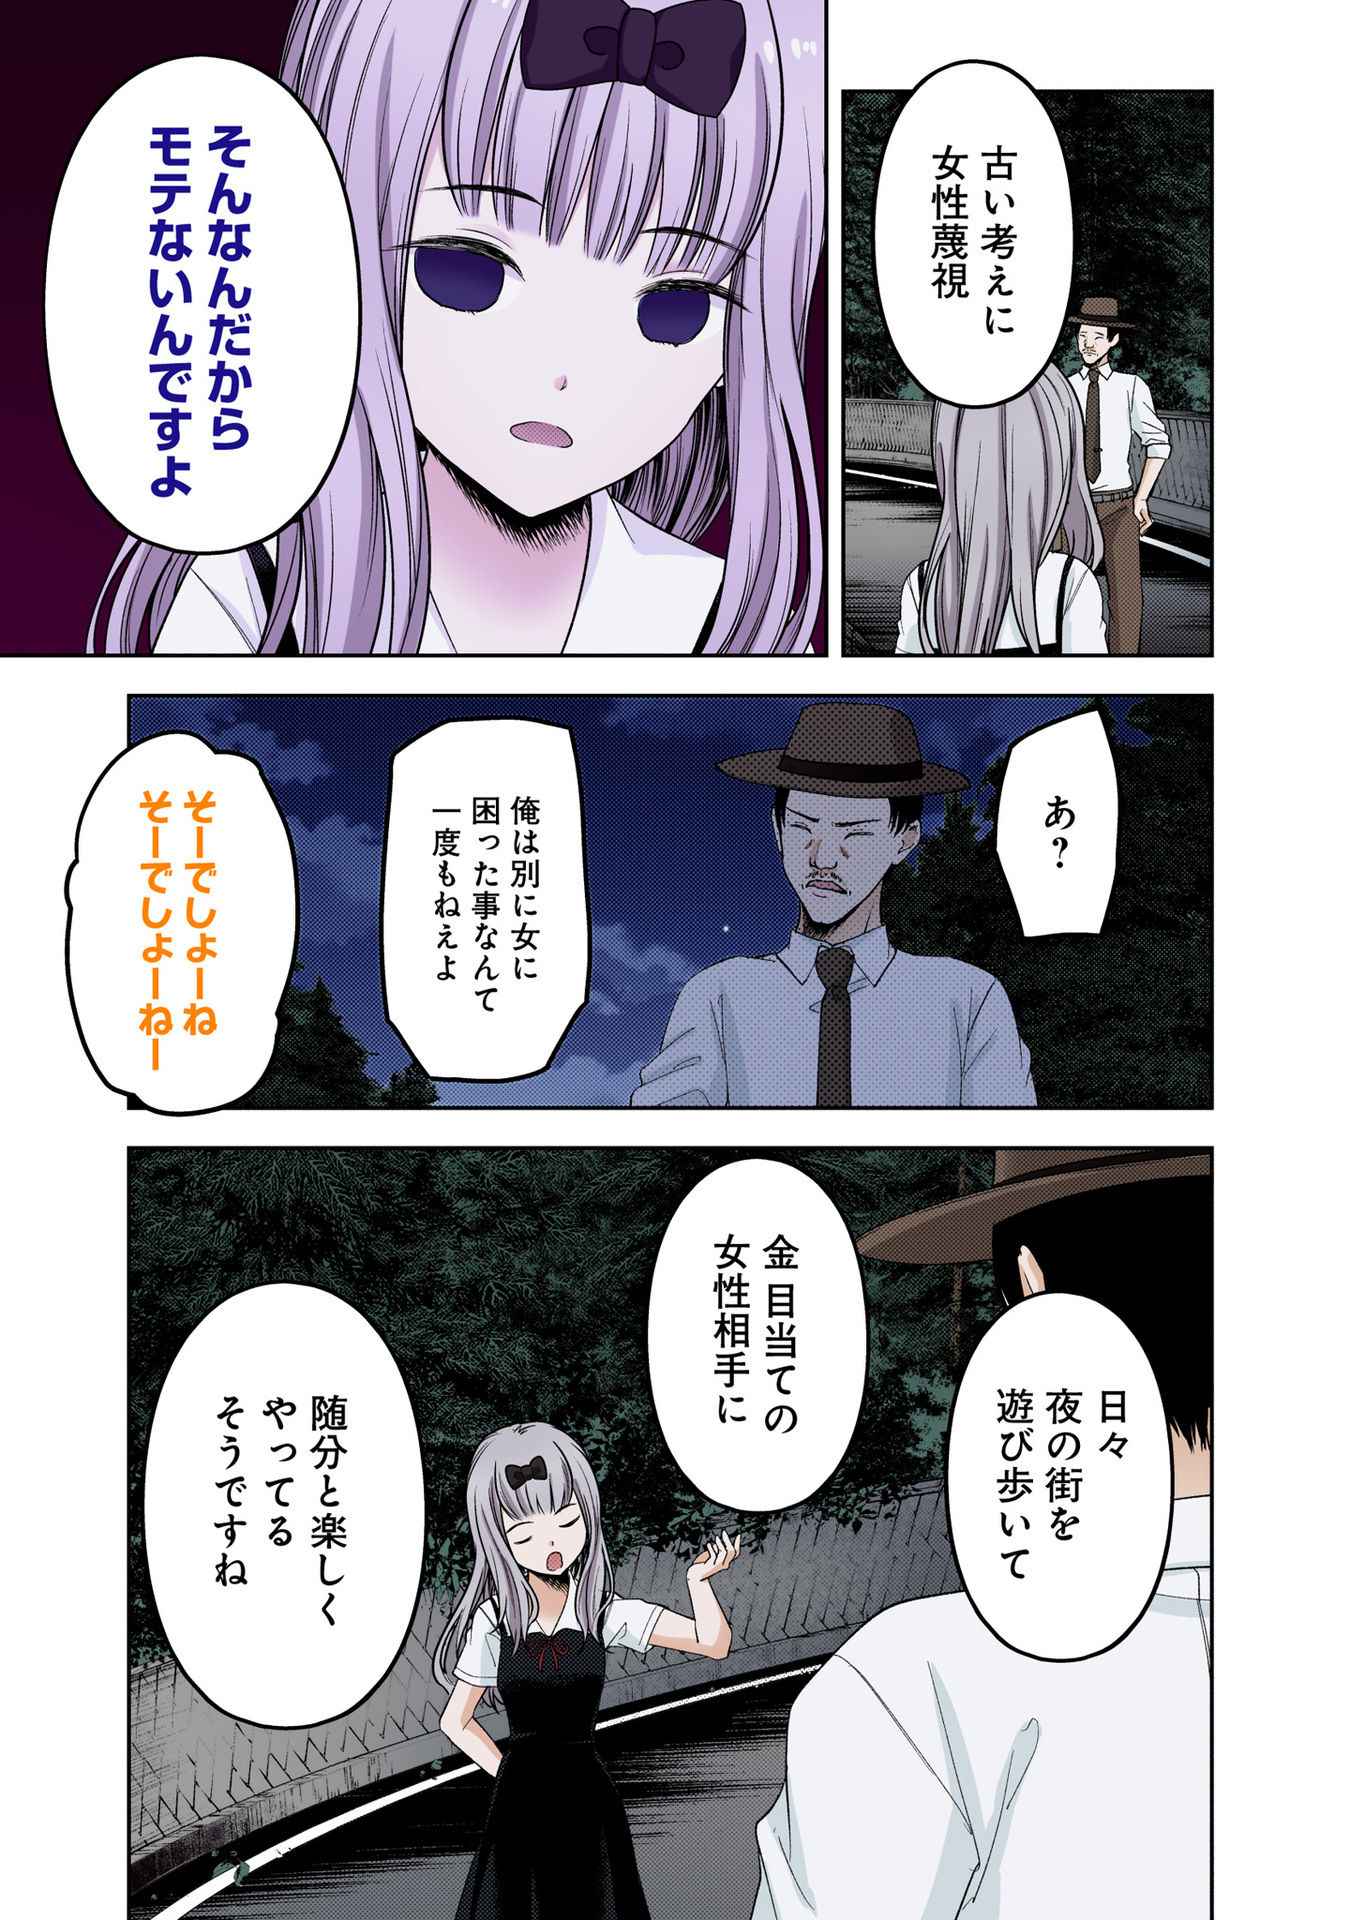 古い考えに
女性蔑視
そんなんだから
モテないんですよ
あ?
俺は別に女に
困った事なんて
一度もねえよ
そーでしょーね
そーでしょーねー
日々
夜の街を
遊び歩いて
金目当ての
女性相手に
随分と楽しく
やってる
そうですね